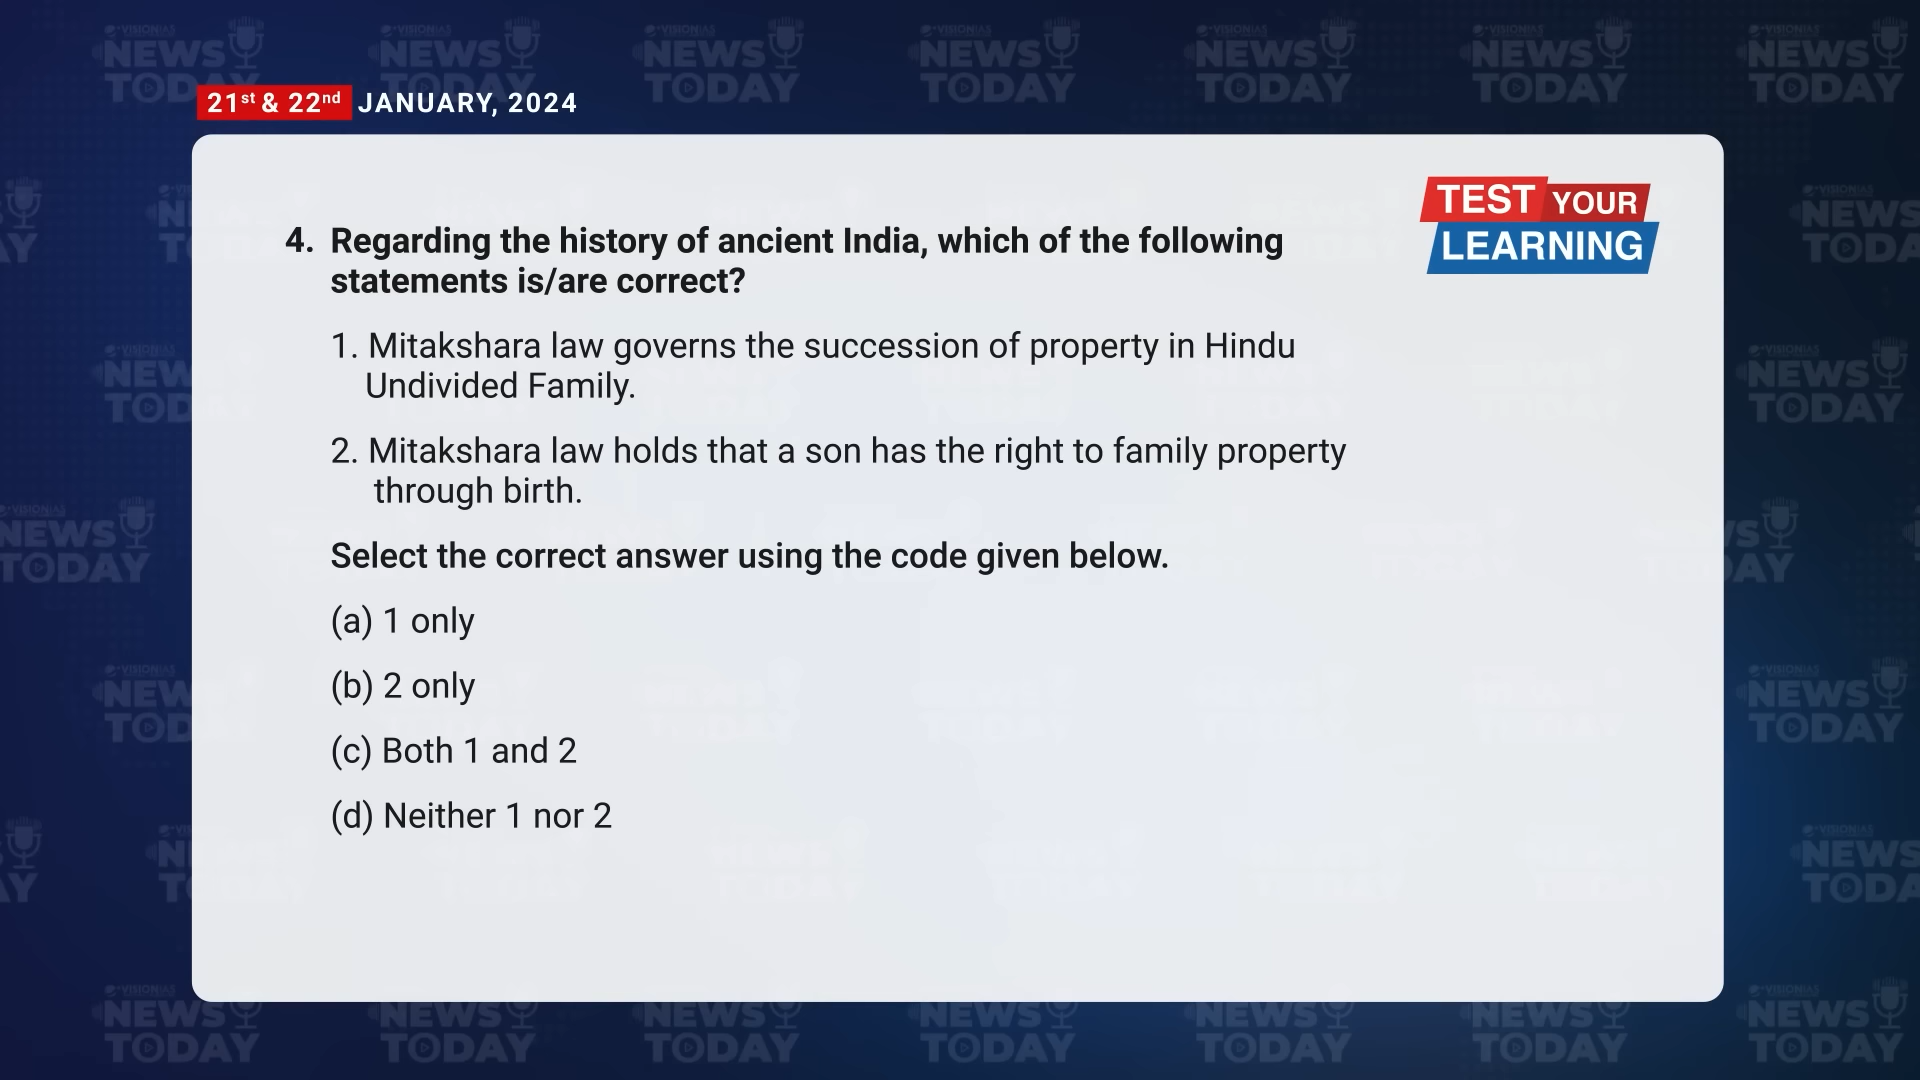 21st & 22nd JANUARY, 2024
TEST YOUR
LEARNING
4. Regarding the history of ancient India, which of the following
statements is/are correct?
1. Mitakshara law governs the succession of property in Hindu
Undivided Family.
2. Mitakshara law holds that a son has the right to family property
through birth.
Select the correct answer using the code given below.
(a) 1 only
(b) 2 only
(c) Both 1 and 2
(d) Neither 1 nor 2
VISIONIAS
NEWS
TODAY